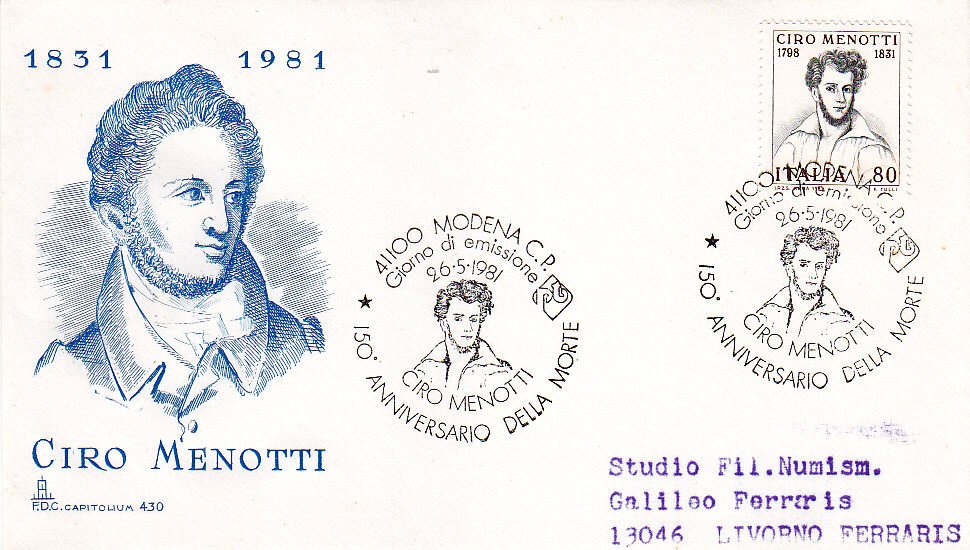 1831 1981
CIRO MENOTTI
F.D.C. CAPITOLIUM 430
CIRO MENOTTI
1798 1831
ITALIA 80
41100 MODENA C.P.
Giorno di emissione
26·5·1981
CIRO MENOTTI
★ 150° ANNIVERSARIO DELLA MORTE
41100 MODENA C.P.
Giorno di emissione
26·5·1981
CIRO MENOTTI
★ 150° ANNIVERSARIO DELLA MORTE
Studio Fil.Numism.
Galileo Ferraris
13046 LIVORNO FERRARIS